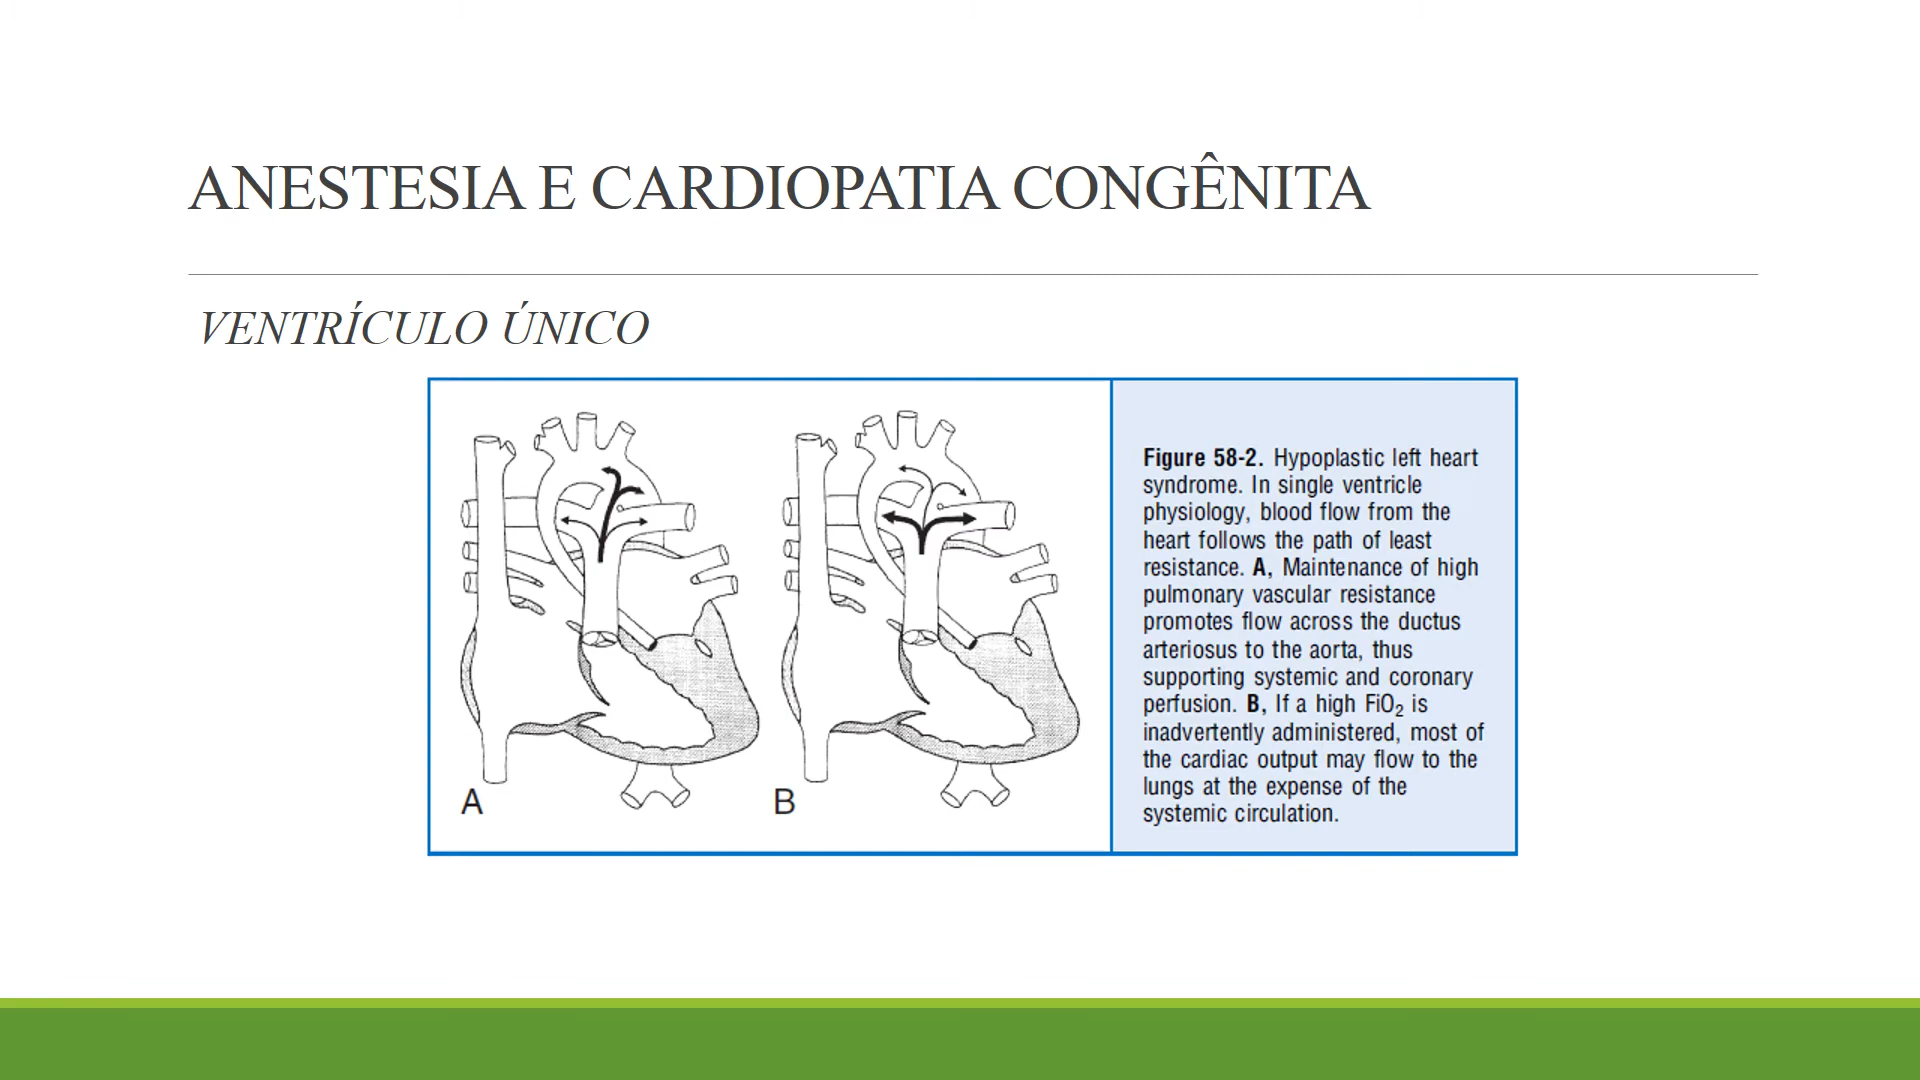 ANESTESIA E CARDIOPATIA CONGÊNITA
VENTRÍCULO ÚNICO
A
B
Figure 58-2. Hypoplastic left heart
syndrome. In single ventricle
physiology, blood flow from the
heart follows the path of least
resistance. A, Maintenance of high
pulmonary vascular resistance
promotes flow across the ductus
arteriosus to the aorta, thus
supporting systemic and coronary
perfusion. B, If a high FiO₂ is
inadvertently administered, most of
the cardiac output may flow to the
lungs at the expense of the
systemic circulation.